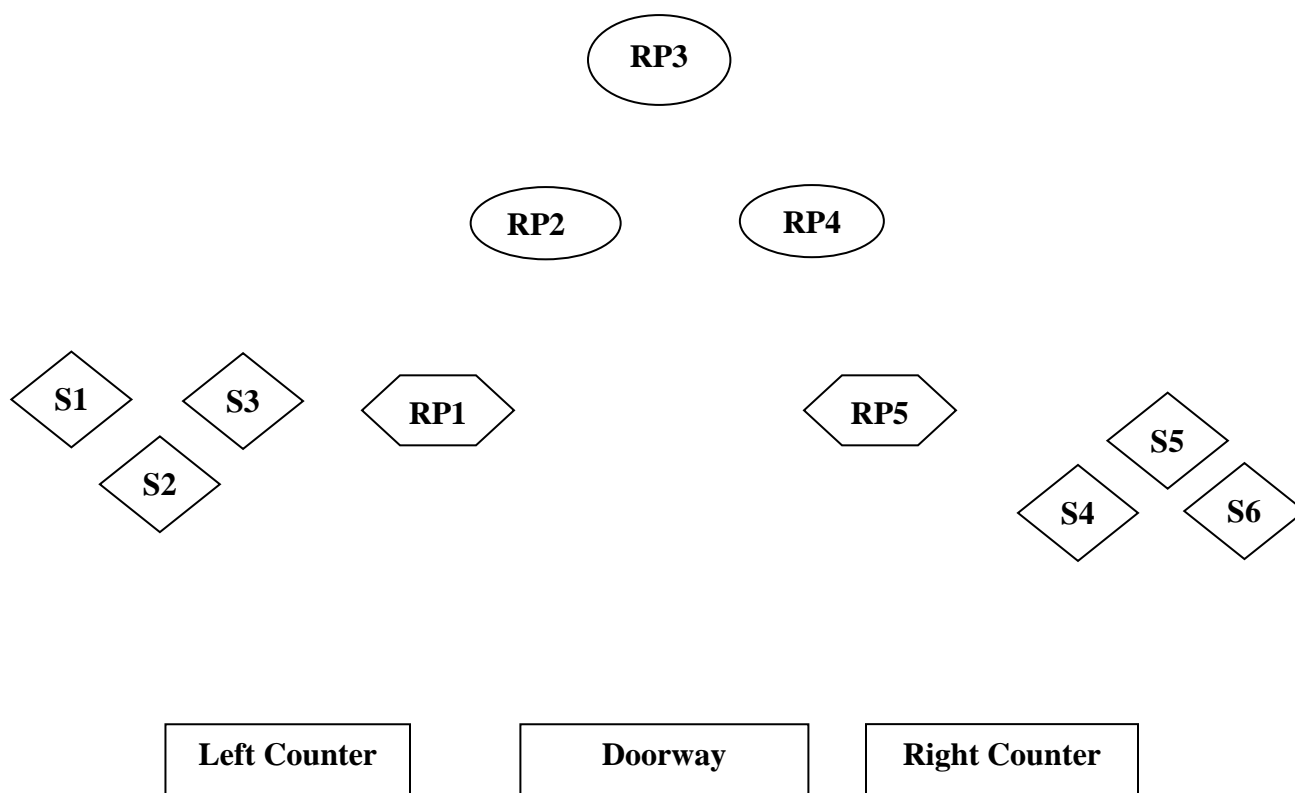 RP3
RP2
RP4
S1
S3
RP1
RP5
S5
S2
S4
S6
Left Counter
Doorway
Right Counter